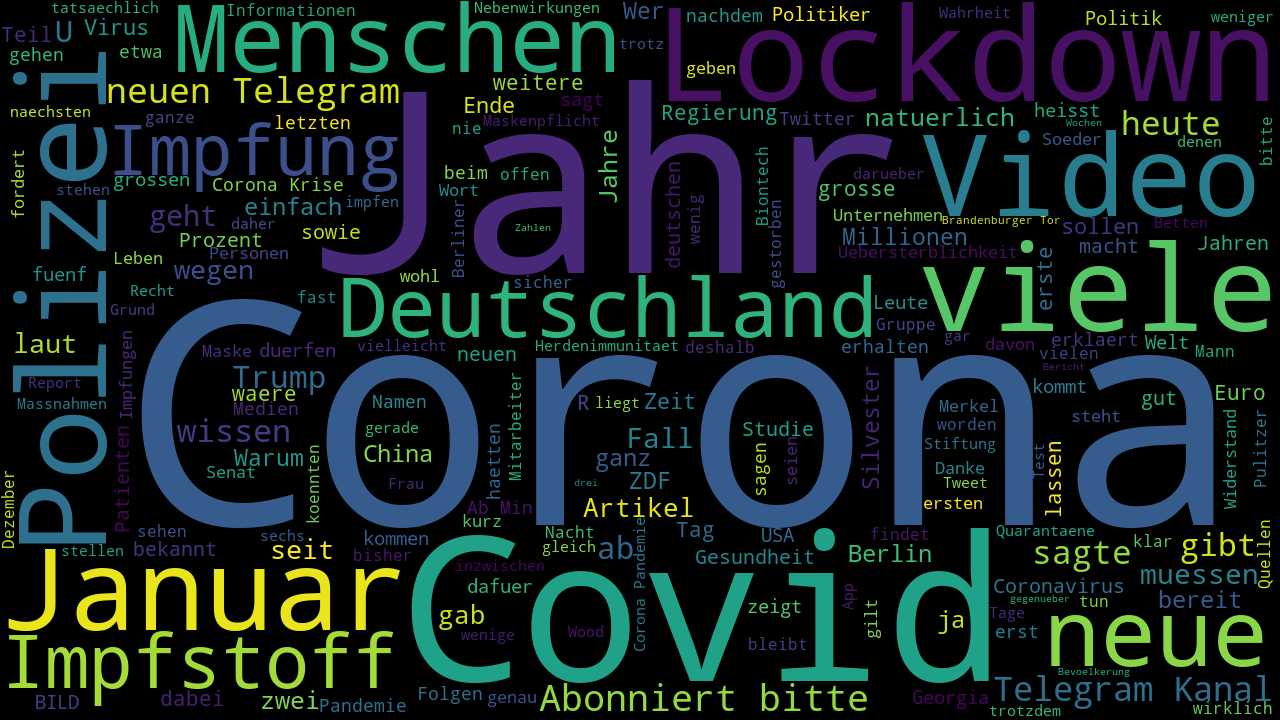 tatsaechlich
Informationen
Nebenwirkungen
Wer
nachdem
Politiker
Wahrheit
Politik
weniger
Teil
U
Virus
Menschen
trotz
Lockdown
gehen
etwa
geben
neuen Telegram
weitere
naechsten
ganze
letzten
Ende
sagt
Maskenpflicht
nie
Regierung
Twitter
natuerlich
heisst
Wochen
heute
Soeder
denen
bitte
Polizei
Impfung
Jahr
Jahre
Video
fordert
stehen
grossen
Corona Krise
impfen
beim
offen
Wort
deutschen
wenig
Biontech
darueber
grosse
geht
daher
einfach
sowie
Zahlen
Berliner
gestorben
Unternehmen
Brandenburger Tor
sollen
Betten
Prozent
Personen
Millionen
Uebersterblichkeit
macht
Jahren
Leben
wegen
fuenf
wohl
sicher
erste
viele
Recht
Grund
fast
Deutschland
Leute
Gruppe
laut
Maske
duerfen
vielleicht
neuen
Herdenimmunitaet
deshalb
erhalten
gar
davon
erklaert
vielen
Welt
Mann
Bericht
Report
Massnahmen
Impfungen
Trump
waere
Medien
Corona
Namen
gerade
Mitarbeiter
R
liegt
Zeit
Silvester
Merkel
worden
kommt
steht
gut
Euro
wissen
Warum
Senat
China
Frau
haetten
Fall
ganz
ZDF
drei
Studie
sagen
seien
Stiftung
Danke
Tweet
ersten
Test
lassen
Widerstand
Pulitzer
Patienten
Dezember
koennten
Ab Min
Artikel
sehen
sechs
kommen
kurz
Nacht
Corona Pandemie
Tag
USA
findet
Quarantaene
stellen
bekannt
seit
bisher
gleich
ab
Gesundheit
Berlin
sagte
klar
gibt
Quellen
Januar
Covid
inzwischen
dafuer
Coronavirus
muessen
gab
wenige
Wood
zeigt
App
gilt
ja
gegenueber
tun
bereit
Tage
erst
bleibt
neue
Impfstoff
Bevoelkerung
BILD
dabei
zwei
Pandemie
Folgen
genau
Abonniert bitte
Georgia
Telegram Kanal
trotzdem
wirklich